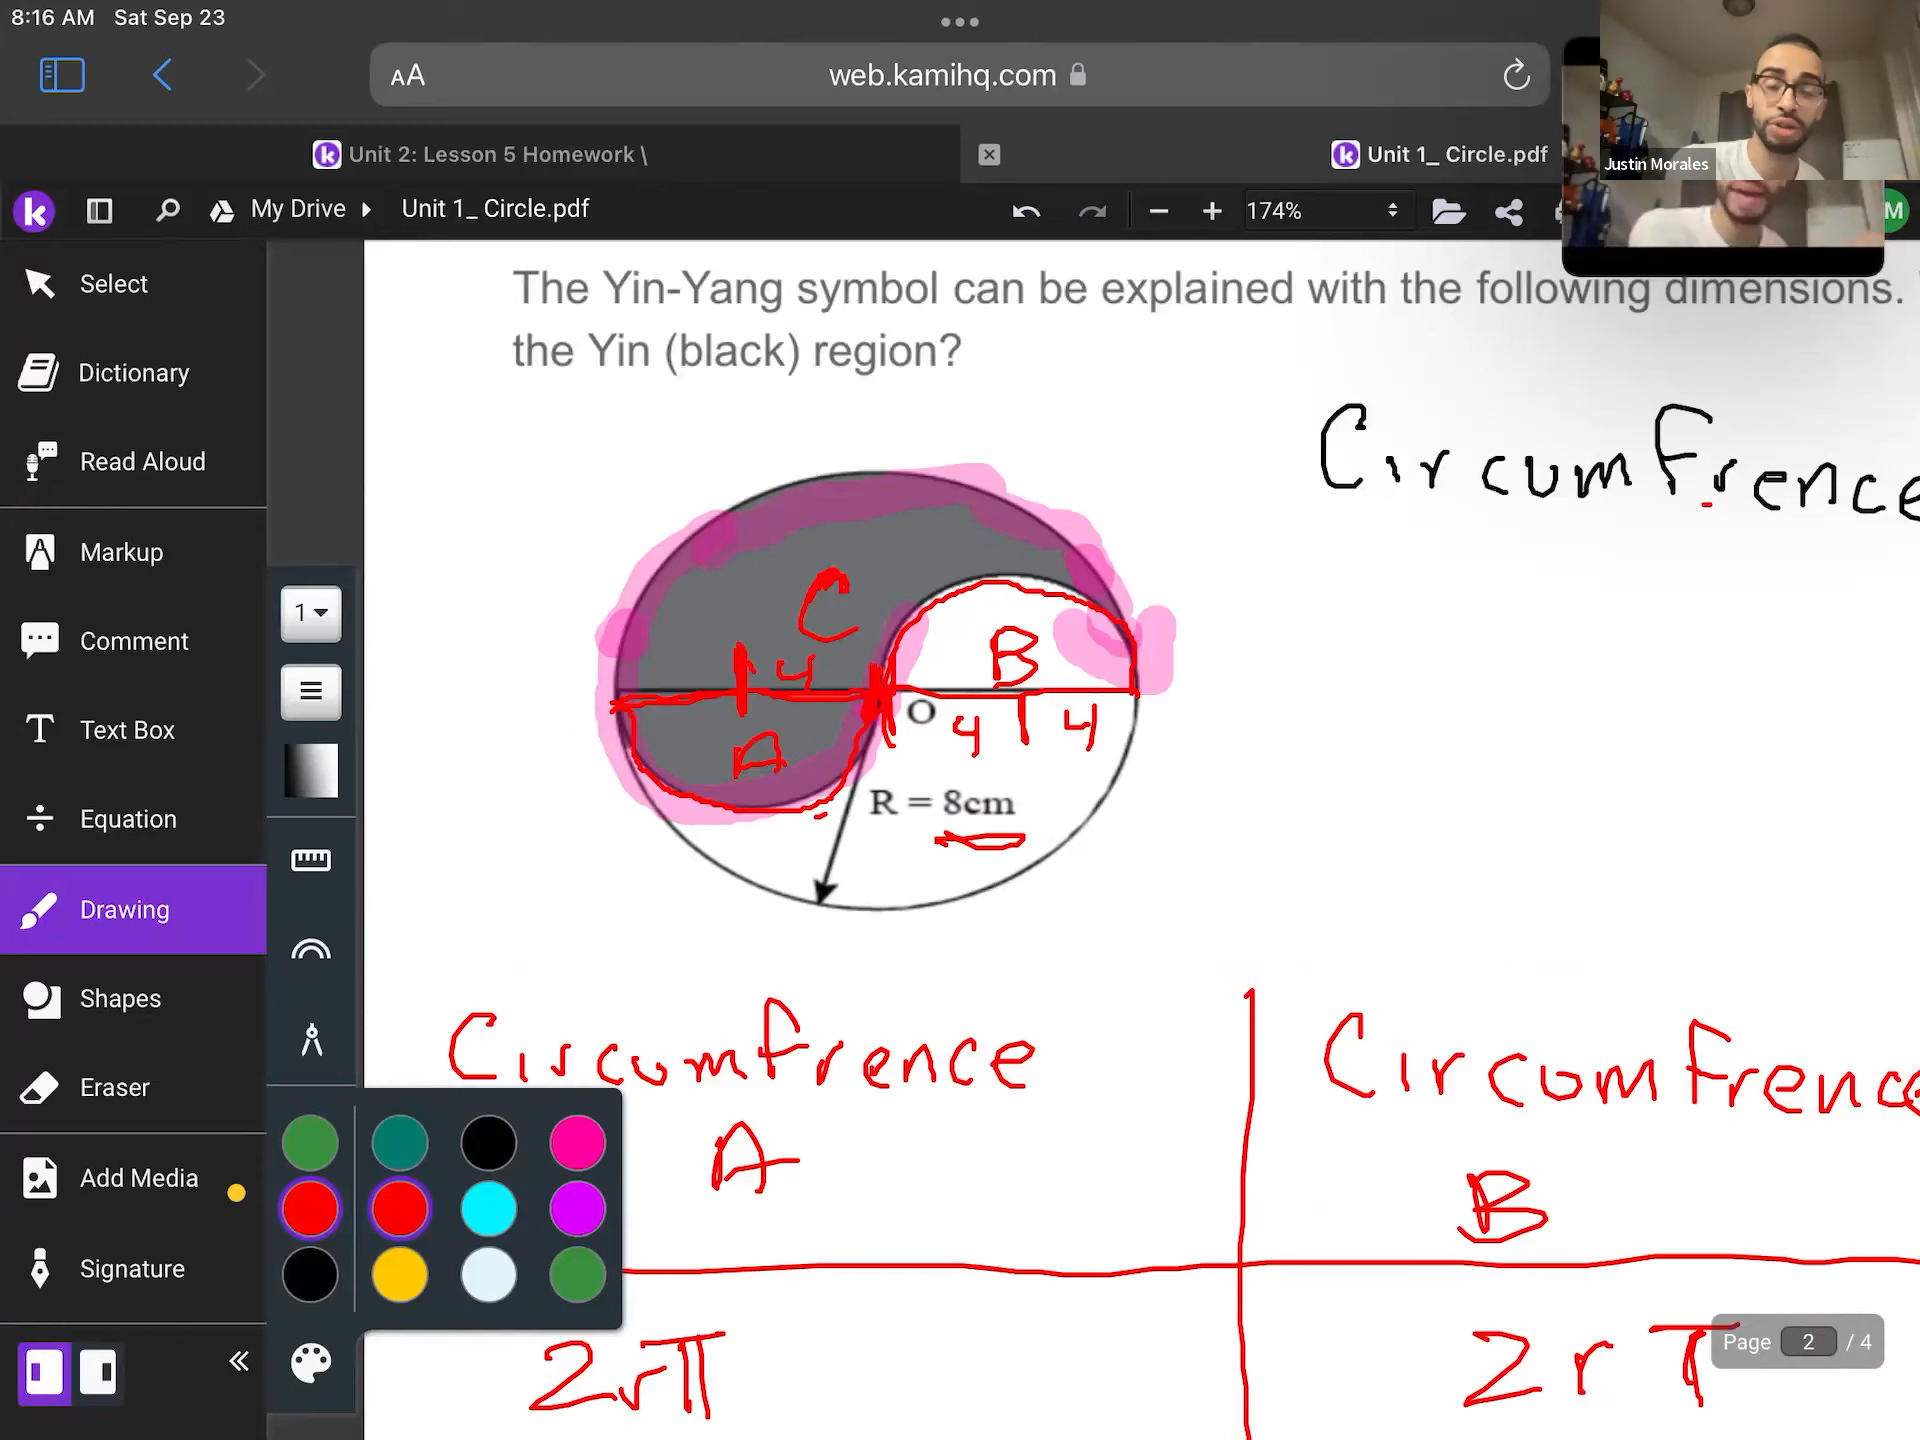 8:16 AM Sat Sep 23
AA
web.kamihq.com
Unit 2: Lesson 5 Homework \
Unit 1_ Circle.pdf
Justin Morales
My Drive
Unit 1_ Circle.pdf
174%
M
Select
Dictionary
Read Aloud
Markup
Comment
Text Box
Equation
Drawing
Shapes
Eraser
Add Media
Signature
1
The Yin-Yang symbol can be explained with the following dimensions.
the Yin (black) region?
Circumfrence
C
B
4
O
4
4
A
R = 8cm
Circumfrence
Circumfrence
A
B
2rπ
2r π
Page 2 / 4